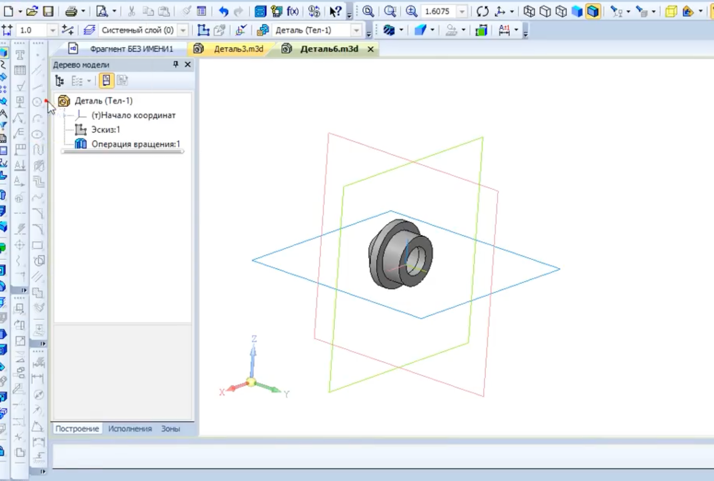 1.6075
1.0 Системный слой (0) Деталь (Тел-1)
Фрагмент БЕЗ ИМЕНИ1 Деталь3.m3d Деталь6.m3d
Дерево модели
Деталь (Тел-1)
(т)Начало координат
Эскиз:1
Операция вращения:1
Z
X Y
Построение Исполнения Зоны